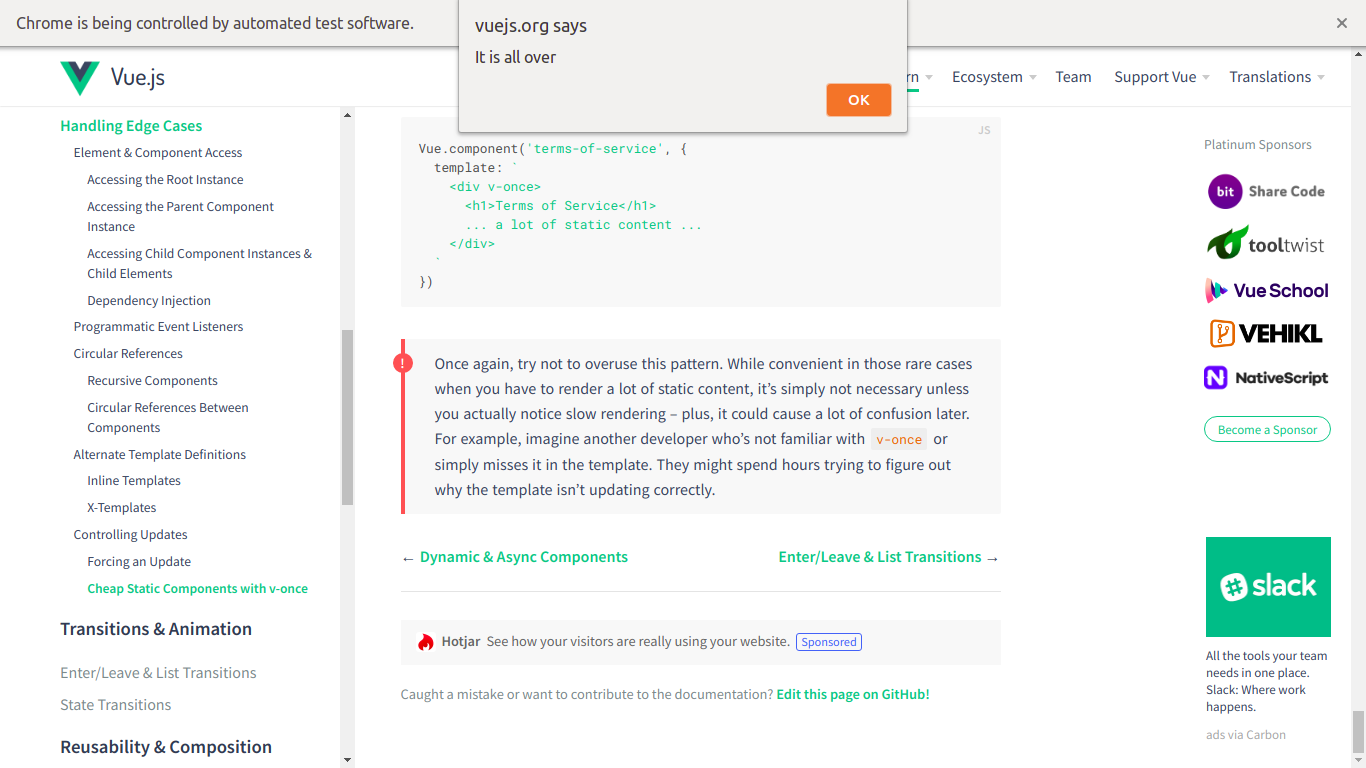 Chrome is being controlled by automated test software.
vuejs.org says
It is all over
OK
Vue.js
rn
Ecosystem
Team
Support Vue
Translations
Handling Edge Cases
Element & Component Access
Accessing the Root Instance
Accessing the Parent Component
Instance
Accessing Child Component Instances &
Child Elements
Dependency Injection
Programmatic Event Listeners
Circular References
Recursive Components
Circular References Between
Components
Alternate Template Definitions
Inline Templates
X-Templates
Controlling Updates
Forcing an Update
Cheap Static Components with v-once
Transitions & Animation
Enter/Leave & List Transitions
State Transitions
Reusability & Composition
JS
Vue.component('terms-of-service', {
template: `
<div v-once>
<h1>Terms of Service</h1>
... a lot of static content ...
</div>
`
})
!
Once again, try not to overuse this pattern. While convenient in those rare cases
when you have to render a lot of static content, it’s simply not necessary unless
you actually notice slow rendering – plus, it could cause a lot of confusion later.
For example, imagine another developer who’s not familiar with v-once or
simply misses it in the template. They might spend hours trying to figure out
why the template isn’t updating correctly.
← Dynamic & Async Components
Enter/Leave & List Transitions →
Hotjar See how your visitors are really using your website. Sponsored
Caught a mistake or want to contribute to the documentation? Edit this page on GitHub!
Platinum Sponsors
bit Share Code
tooltwist
Vue School
VEHIKL
N NativeScript
Become a Sponsor
slack
All the tools your team
needs in one place.
Slack: Where work
happens.
ads via Carbon